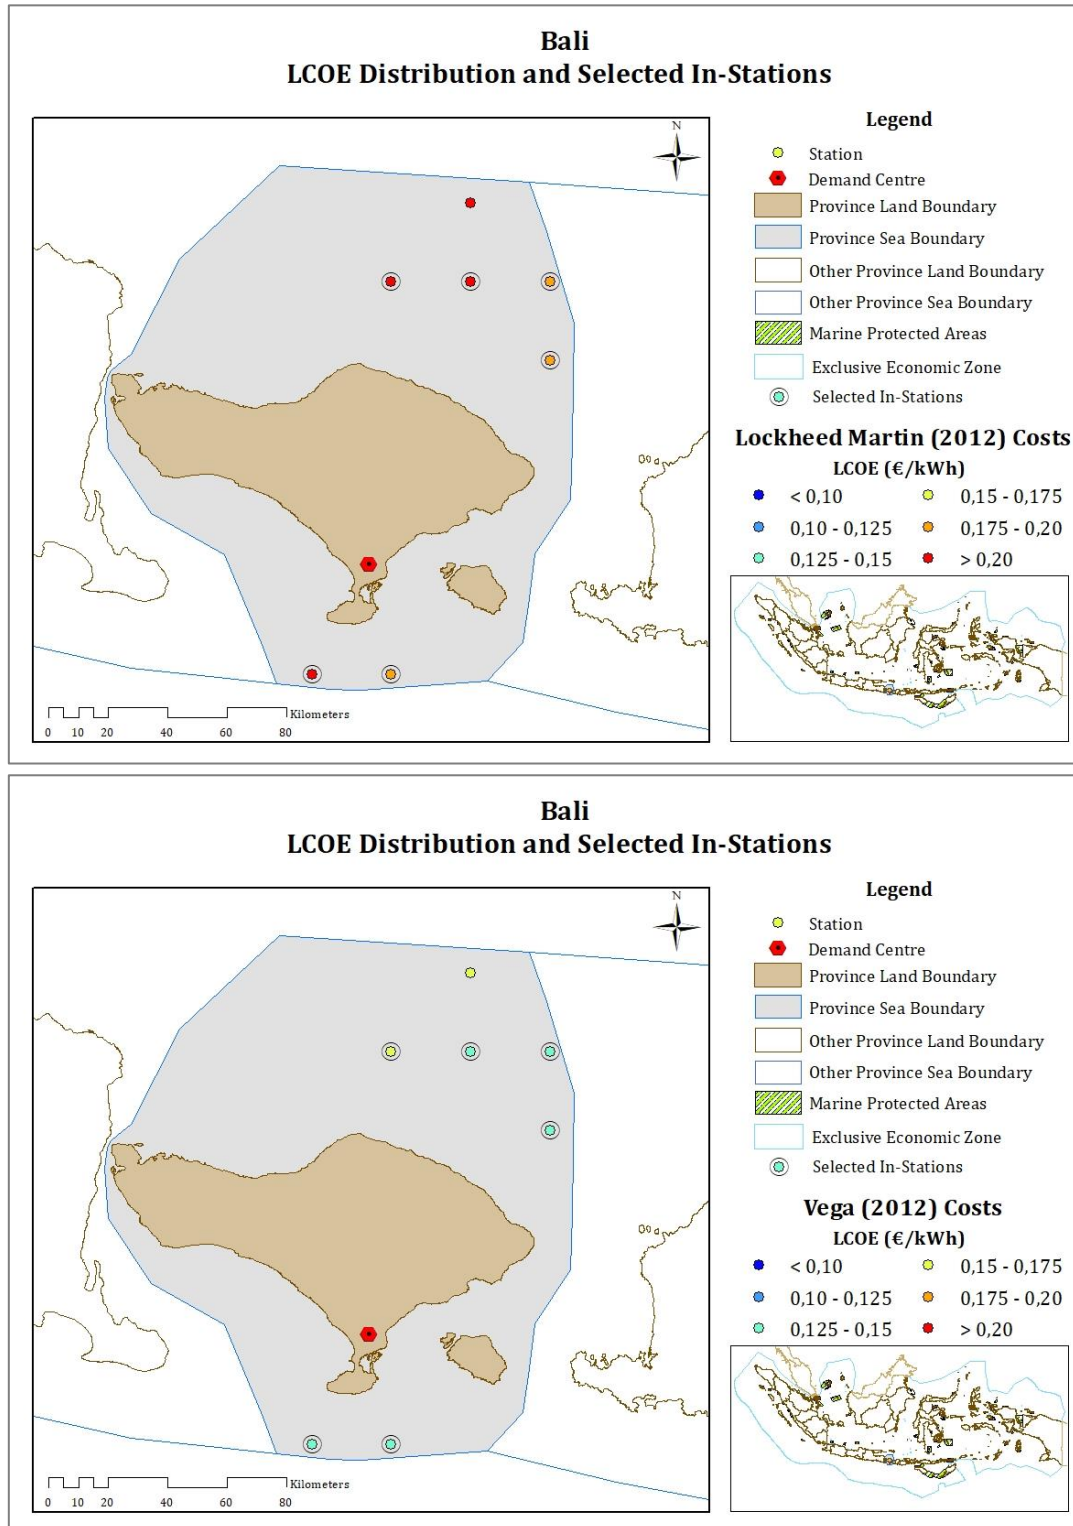 Bali
LCOE Distribution and Selected In-Stations
N
Legend
Station
Demand Centre
Province Land Boundary
Province Sea Boundary
Other Province Land Boundary
Other Province Sea Boundary
Marine Protected Areas
Exclusive Economic Zone
Selected In-Stations
Lockheed Martin (2012) Costs
LCOE (€/kWh)
< 0,10 0,15 - 0,175
0,10 - 0,125 0,175 - 0,20
0,125 - 0,15 > 0,20
Kilometers
0 10 20 40 60 80
Bali
LCOE Distribution and Selected In-Stations
N
Legend
Station
Demand Centre
Province Land Boundary
Province Sea Boundary
Other Province Land Boundary
Other Province Sea Boundary
Marine Protected Areas
Exclusive Economic Zone
Selected In-Stations
Vega (2012) Costs
LCOE (€/kWh)
< 0,10 0,15 - 0,175
0,10 - 0,125 0,175 - 0,20
0,125 - 0,15 > 0,20
Kilometers
0 10 20 40 60 80